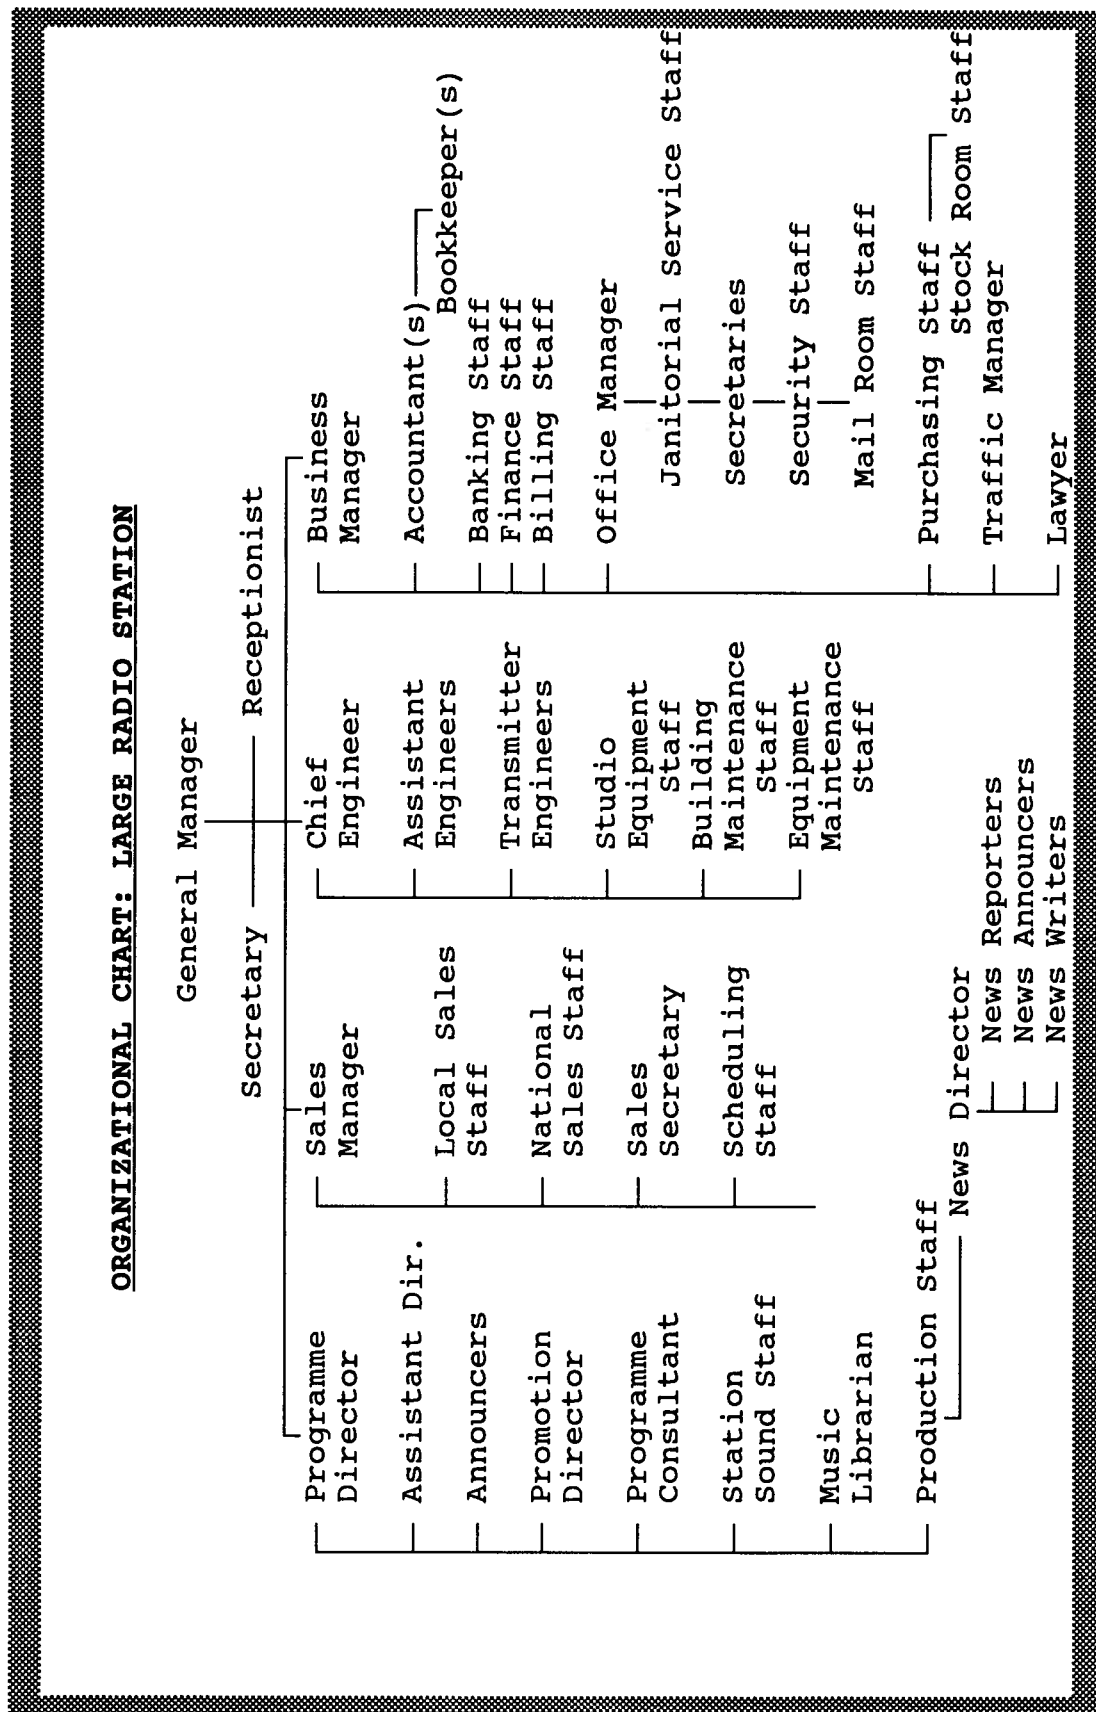 ORGANIZATIONAL CHART: LARGE RADIO STATION
General Manager
Secretary
Receptionist
Programme
Director
Assistant Dir.
Announcers
Promotion
Director
Programme
Consultant
Station
Sound Staff
Music
Librarian
Production Staff
News Director
News Reporters
News Announcers
News Writers
Sales
Manager
Local Sales
Staff
National
Sales Staff
Sales
Secretary
Scheduling
Staff
Chief
Engineer
Assistant
Engineers
Transmitter
Engineers
Studio
Equipment
Staff
Building
Maintenance
Staff
Equipment
Maintenance
Staff
Business
Manager
Accountant(s)
Bookkeeper(s)
Banking Staff
Finance Staff
Billing Staff
Office Manager
Janitorial Service Staff
Secretaries
Security Staff
Mail Room Staff
Purchasing Staff
Stock Room Staff
Traffic Manager
Lawyer